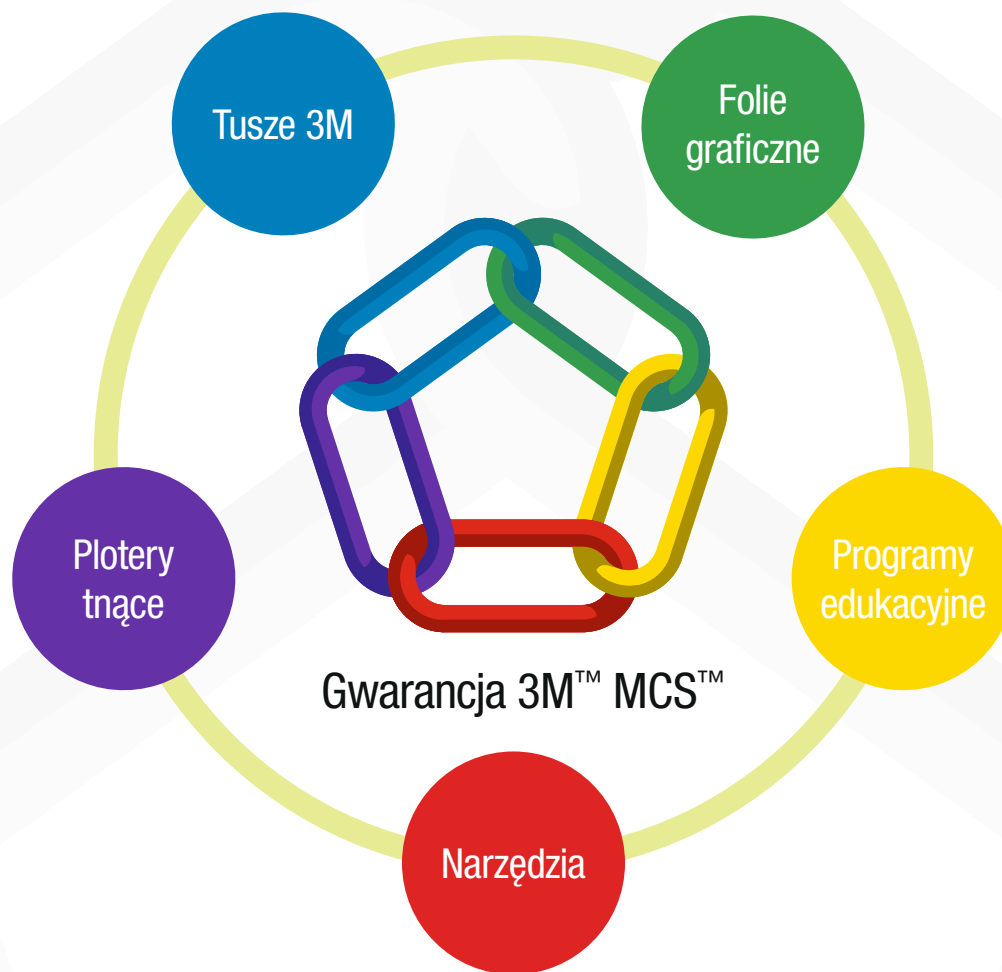 Tusze 3M
Folie
graficzne
Plotery
tnące
Programy
edukacyjne
Gwarancja 3M™ MCS™
Narzędzia